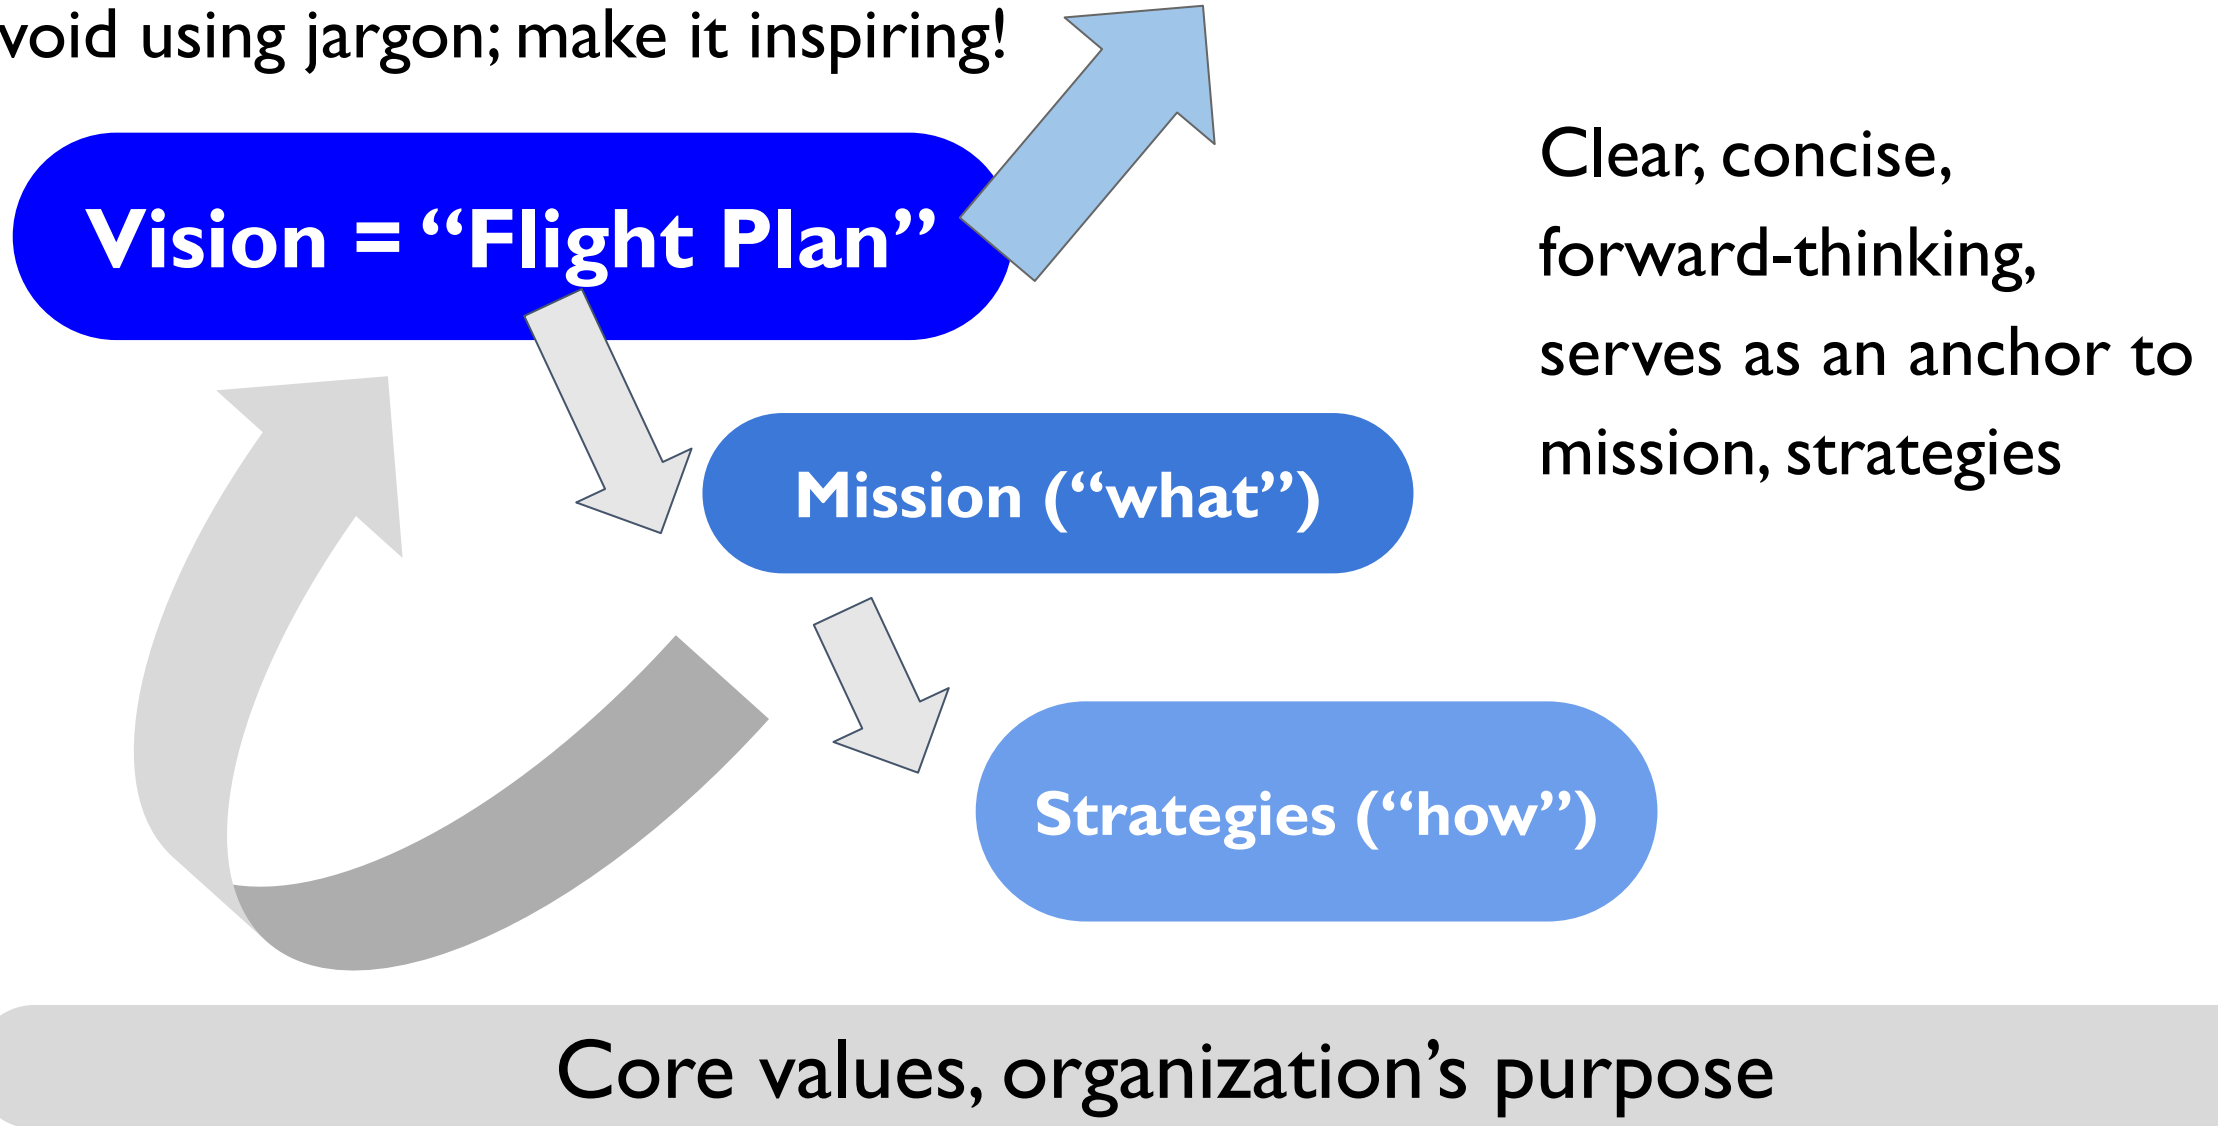 void using jargon; make it inspiring!
Vision = “Flight Plan”
Clear, concise,
forward-thinking,
serves as an anchor to
mission, strategies
Mission (“what”)
Strategies (“how”)
Core values, organization’s purpose